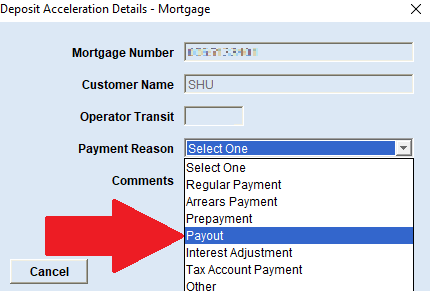 Deposit Acceleration Details - Mortgage
Mortgage Number
Customer Name SHU
Operator Transit
Payment Reason Select One
Select One
Regular Payment
Arrears Payment
Comments
Prepayment
Payout
Interest Adjustment
Tax Account Payment
Other
Cancel